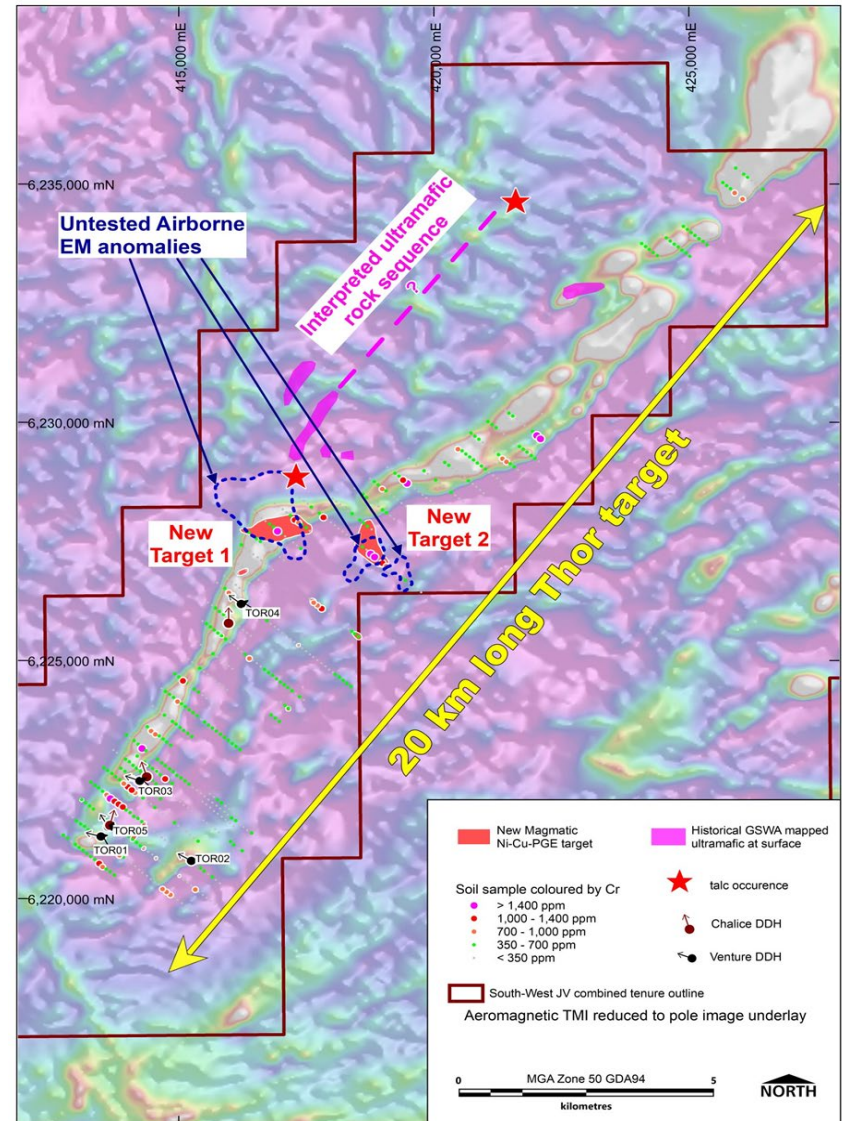 415,000 mE
420,000 mE
425,000 mE
6,235,000 mN
Untested Airborne
EM anomalies
Interpreted ultramafic
rock sequence
?
6,230,000 mN
New
Target 1
New
Target 2
TOR04
6,225,000 mN
20 km long Thor target
TOR03
TOR05
TOR01
TOR02
6,220,000 mN
New Magmatic
Ni-Cu-PGE target
Historical GSWA mapped
ultramafic at surface
Soil sample coloured by Cr
> 1,400 ppm
1,000 - 1,400 ppm
700 - 1,000 ppm
350 - 700 ppm
< 350 ppm
talc occurence
Chalice DDH
Venture DDH
South-West JV combined tenure outline
Aeromagnetic TMI reduced to pole image underlay
MGA Zone 50 GDA94
0
5
kilometres
NORTH